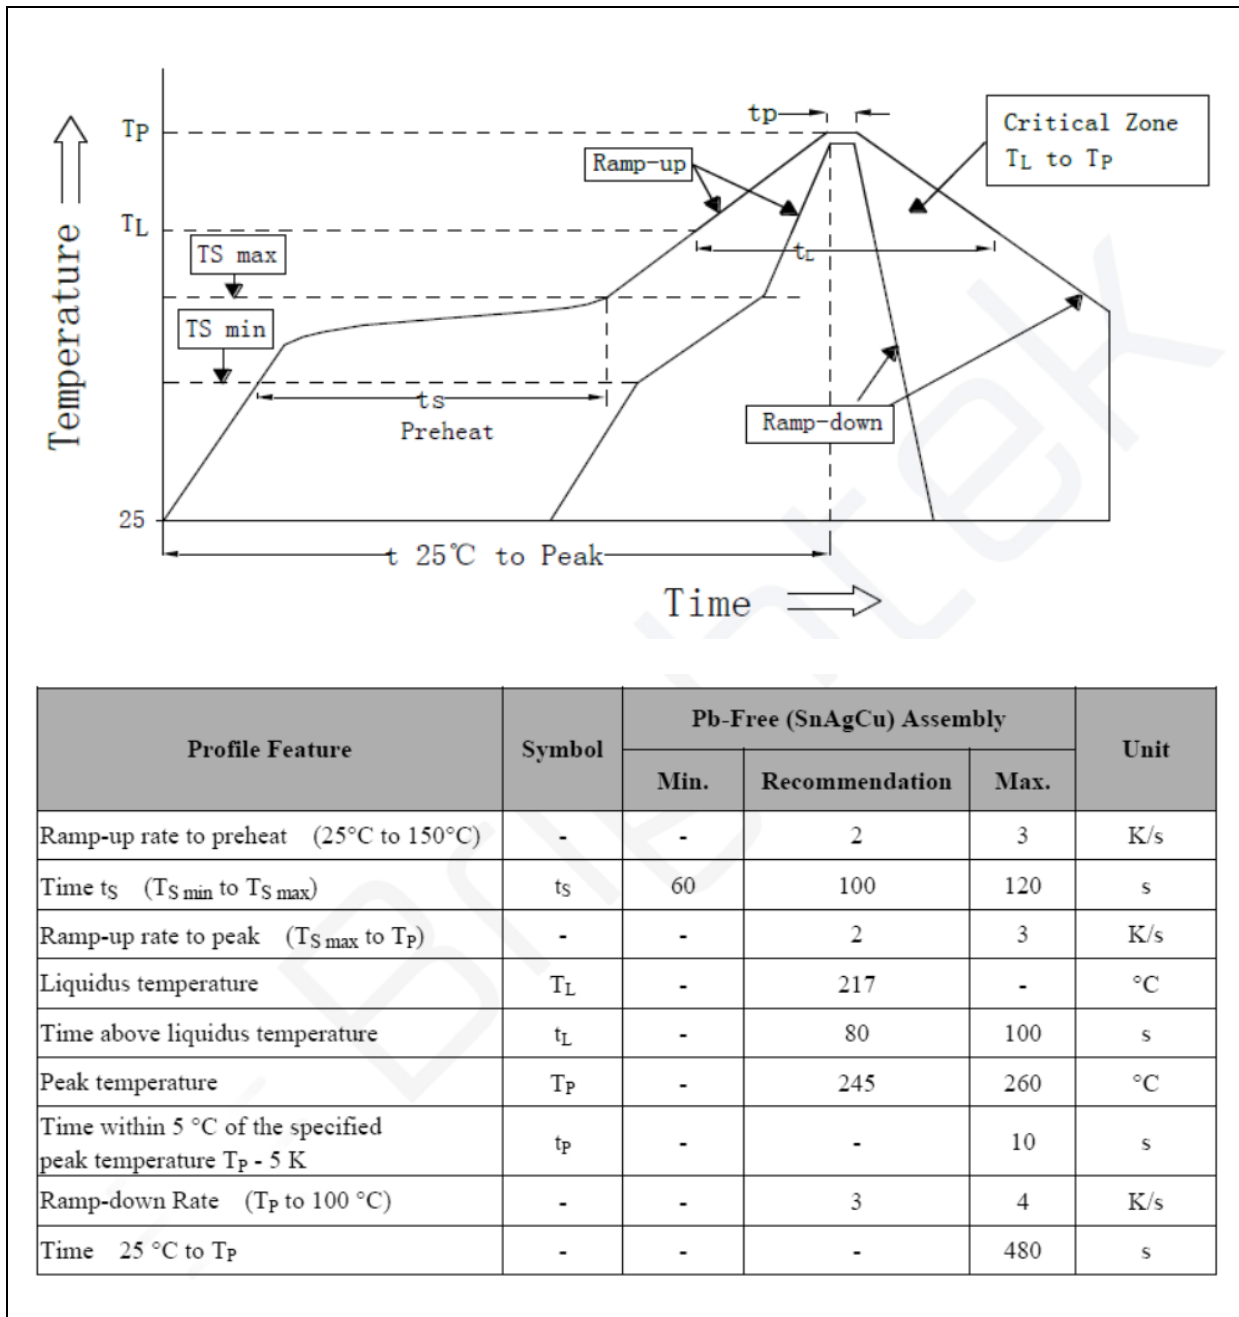 tp
TP
Critical Zone
TL to TP
Ramp-up
TL
TS max
tL
TS min
ts
Preheat
Ramp-down
25
t 25℃ to Peak
Time
Temperature
Profile Feature Symbol Pb-Free (SnAgCu) Assembly Unit
Min. Recommendation Max.
Ramp-up rate to preheat (25°C to 150°C) - - 2 3 K/s
Time tS (TS min to TS max) tS 60 100 120 s
Ramp-up rate to peak (TS max to TP) - - 2 3 K/s
Liquidus temperature TL - 217 - °C
Time above liquidus temperature tL - 80 100 s
Peak temperature TP - 245 260 °C
Time within 5 °C of the specified
peak temperature TP - 5 K tP - - 10 s
Ramp-down Rate (TP to 100 °C) - - 3 4 K/s
Time 25 °C to TP - - - 480 s